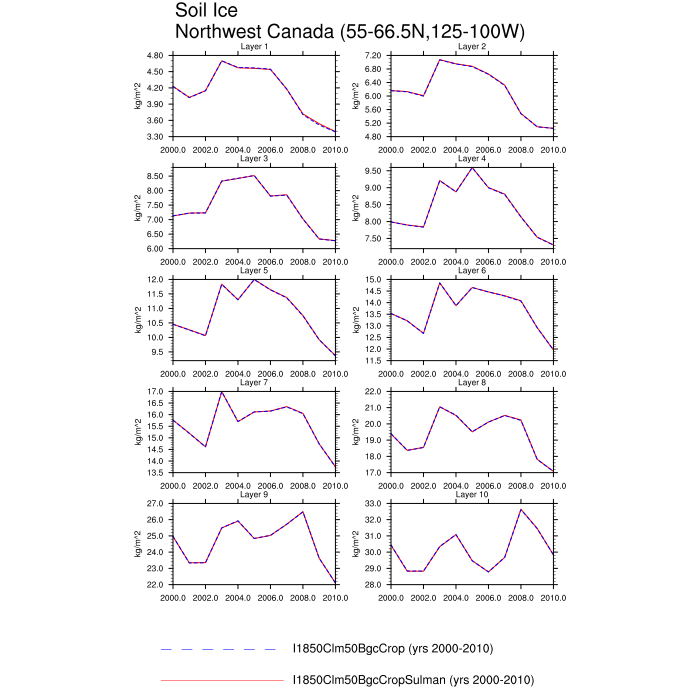 Soil Ice
Northwest Canada (55-66.5N,125-100W)
Layer 1
kg/m^2
4.80
4.50
4.20
3.90
3.60
3.30
2000.0 2002.0 2004.0 2006.0 2008.0 2010.0
Layer 2
kg/m^2
7.20
6.80
6.40
6.00
5.60
5.20
4.80
2000.0 2002.0 2004.0 2006.0 2008.0 2010.0
Layer 3
kg/m^2
8.50
8.00
7.50
7.00
6.50
6.00
2000.0 2002.0 2004.0 2006.0 2008.0 2010.0
Layer 4
kg/m^2
9.50
9.00
8.50
8.00
7.50
2000.0 2002.0 2004.0 2006.0 2008.0 2010.0
Layer 5
kg/m^2
12.0
11.5
11.0
10.5
10.0
9.5
2000.0 2002.0 2004.0 2006.0 2008.0 2010.0
Layer 6
kg/m^2
15.0
14.5
14.0
13.5
13.0
12.5
12.0
11.5
2000.0 2002.0 2004.0 2006.0 2008.0 2010.0
Layer 7
kg/m^2
17.0
16.5
16.0
15.5
15.0
14.5
14.0
13.5
2000.0 2002.0 2004.0 2006.0 2008.0 2010.0
Layer 8
kg/m^2
22.0
21.0
20.0
19.0
18.0
17.0
2000.0 2002.0 2004.0 2006.0 2008.0 2010.0
Layer 9
kg/m^2
27.0
26.0
25.0
24.0
23.0
22.0
2000.0 2002.0 2004.0 2006.0 2008.0 2010.0
Layer 10
kg/m^2
33.0
32.0
31.0
30.0
29.0
28.0
2000.0 2002.0 2004.0 2006.0 2008.0 2010.0
I1850Clm50BgcCrop (yrs 2000-2010)
I1850Clm50BgcCropSulman (yrs 2000-2010)